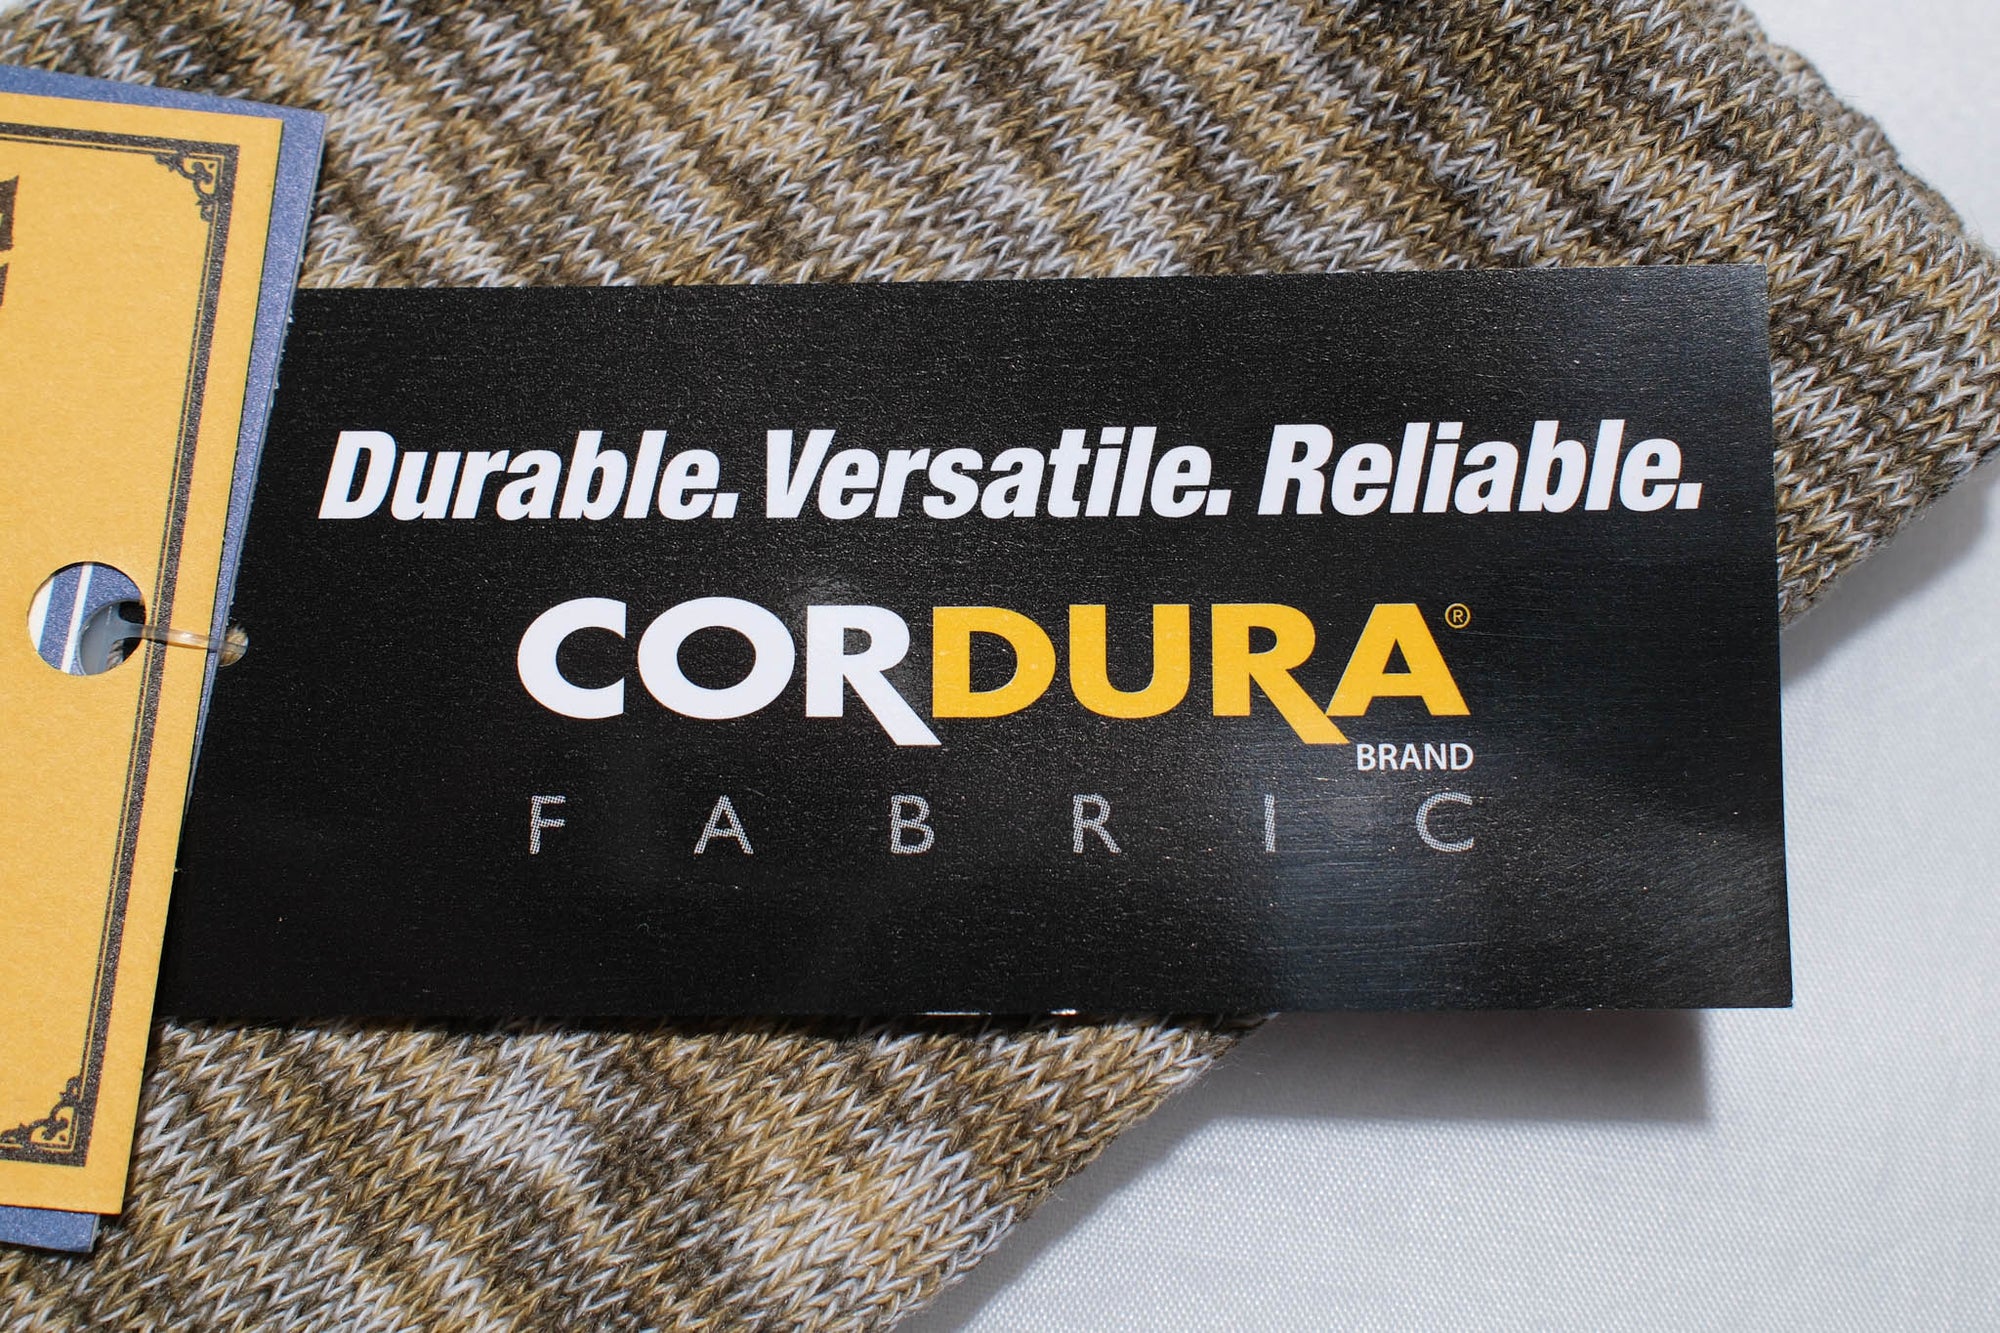 Durable. Versatile. Reliable.
CORDURA®
BRAND
FABRIC